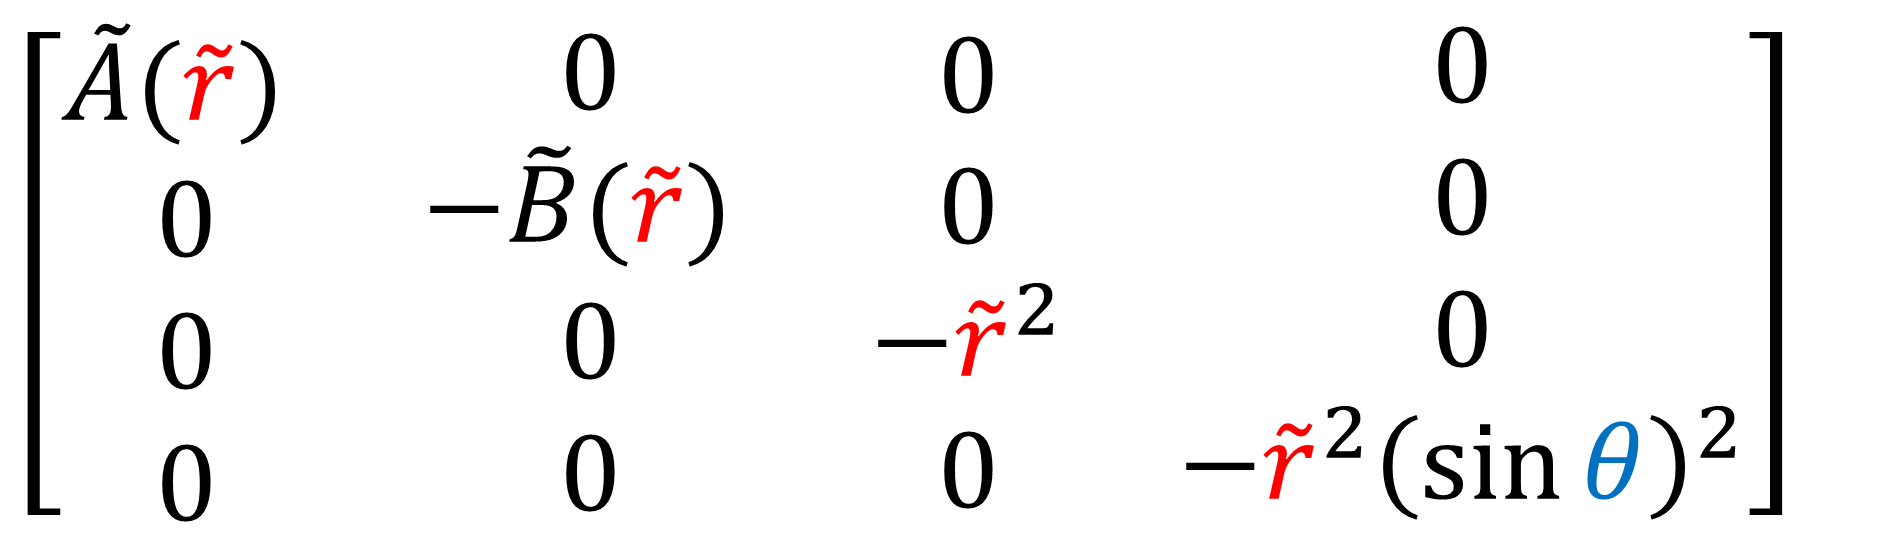 Ã(r̃) 0 0 0
0 −B̃(r̃) 0 0
0 0 −r̃² 0
0 0 0 −r̃²(sin θ)²